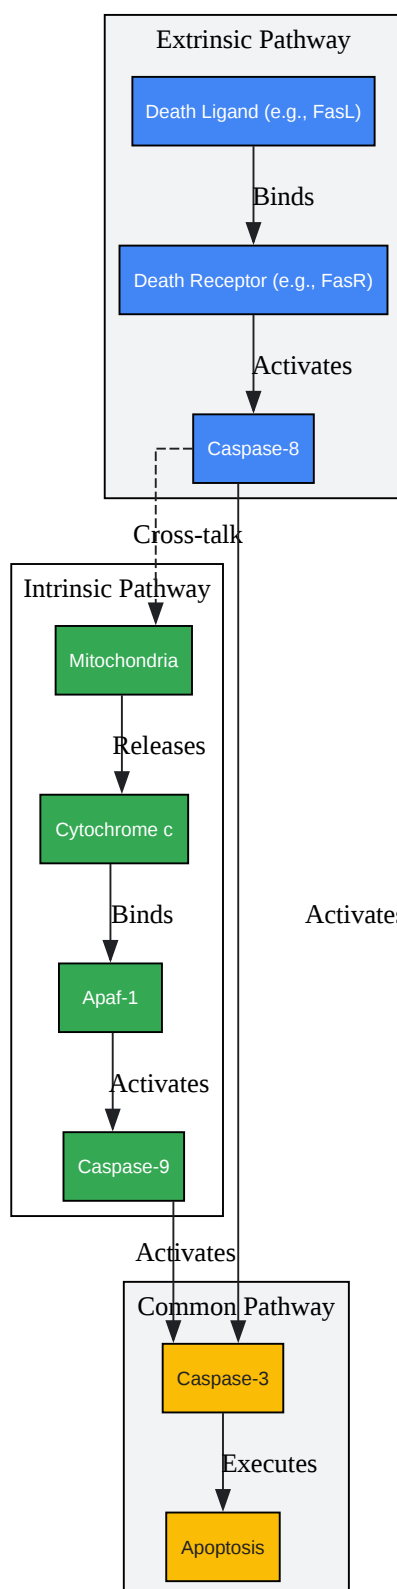 Extrinsic Pathway
Death Ligand (e.g., FasL)
Binds
Death Receptor (e.g., FasR)
Activates
Caspase-8
Cross-talk
Intrinsic Pathway
Mitochondria
Releases
Cytochrome c
Binds
Activates
Apaf-1
Activates
Caspase-9
Activates
Common Pathway
Caspase-3
Executes
Apoptosis